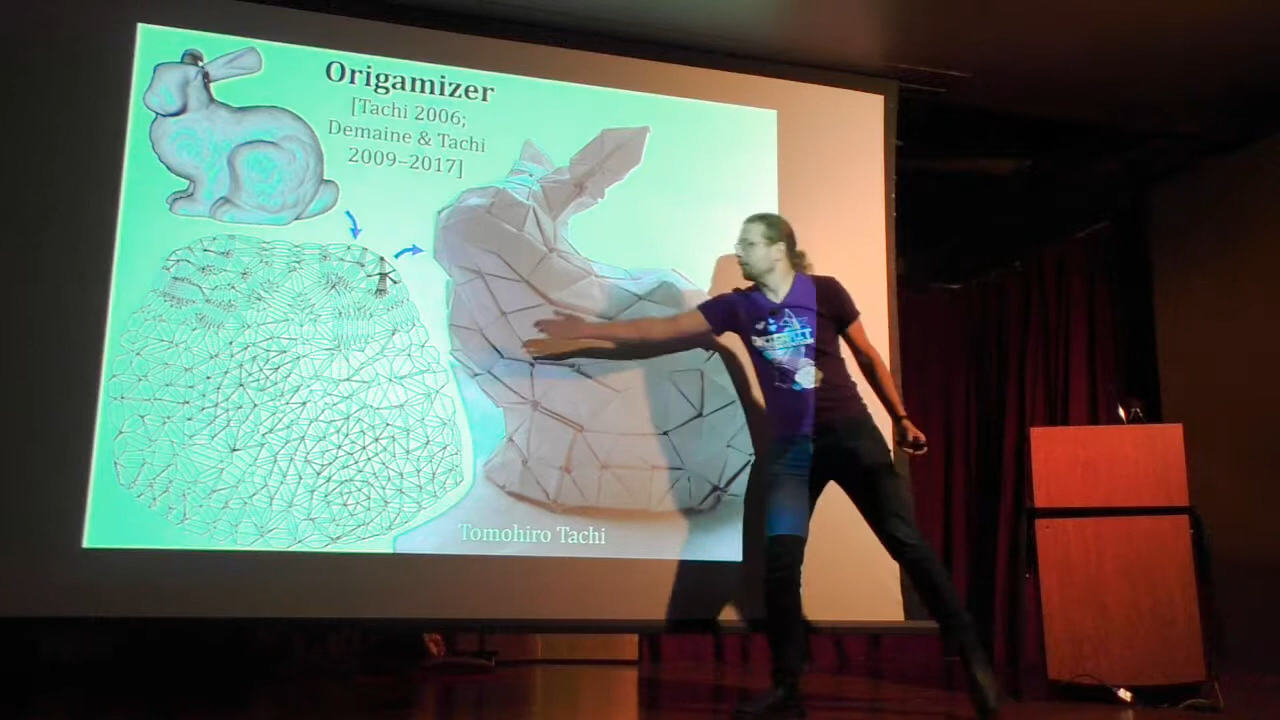 Origamizer
[Tachi 2006;
Demaine & Tachi
2009–2017]
Tomohiro Tachi